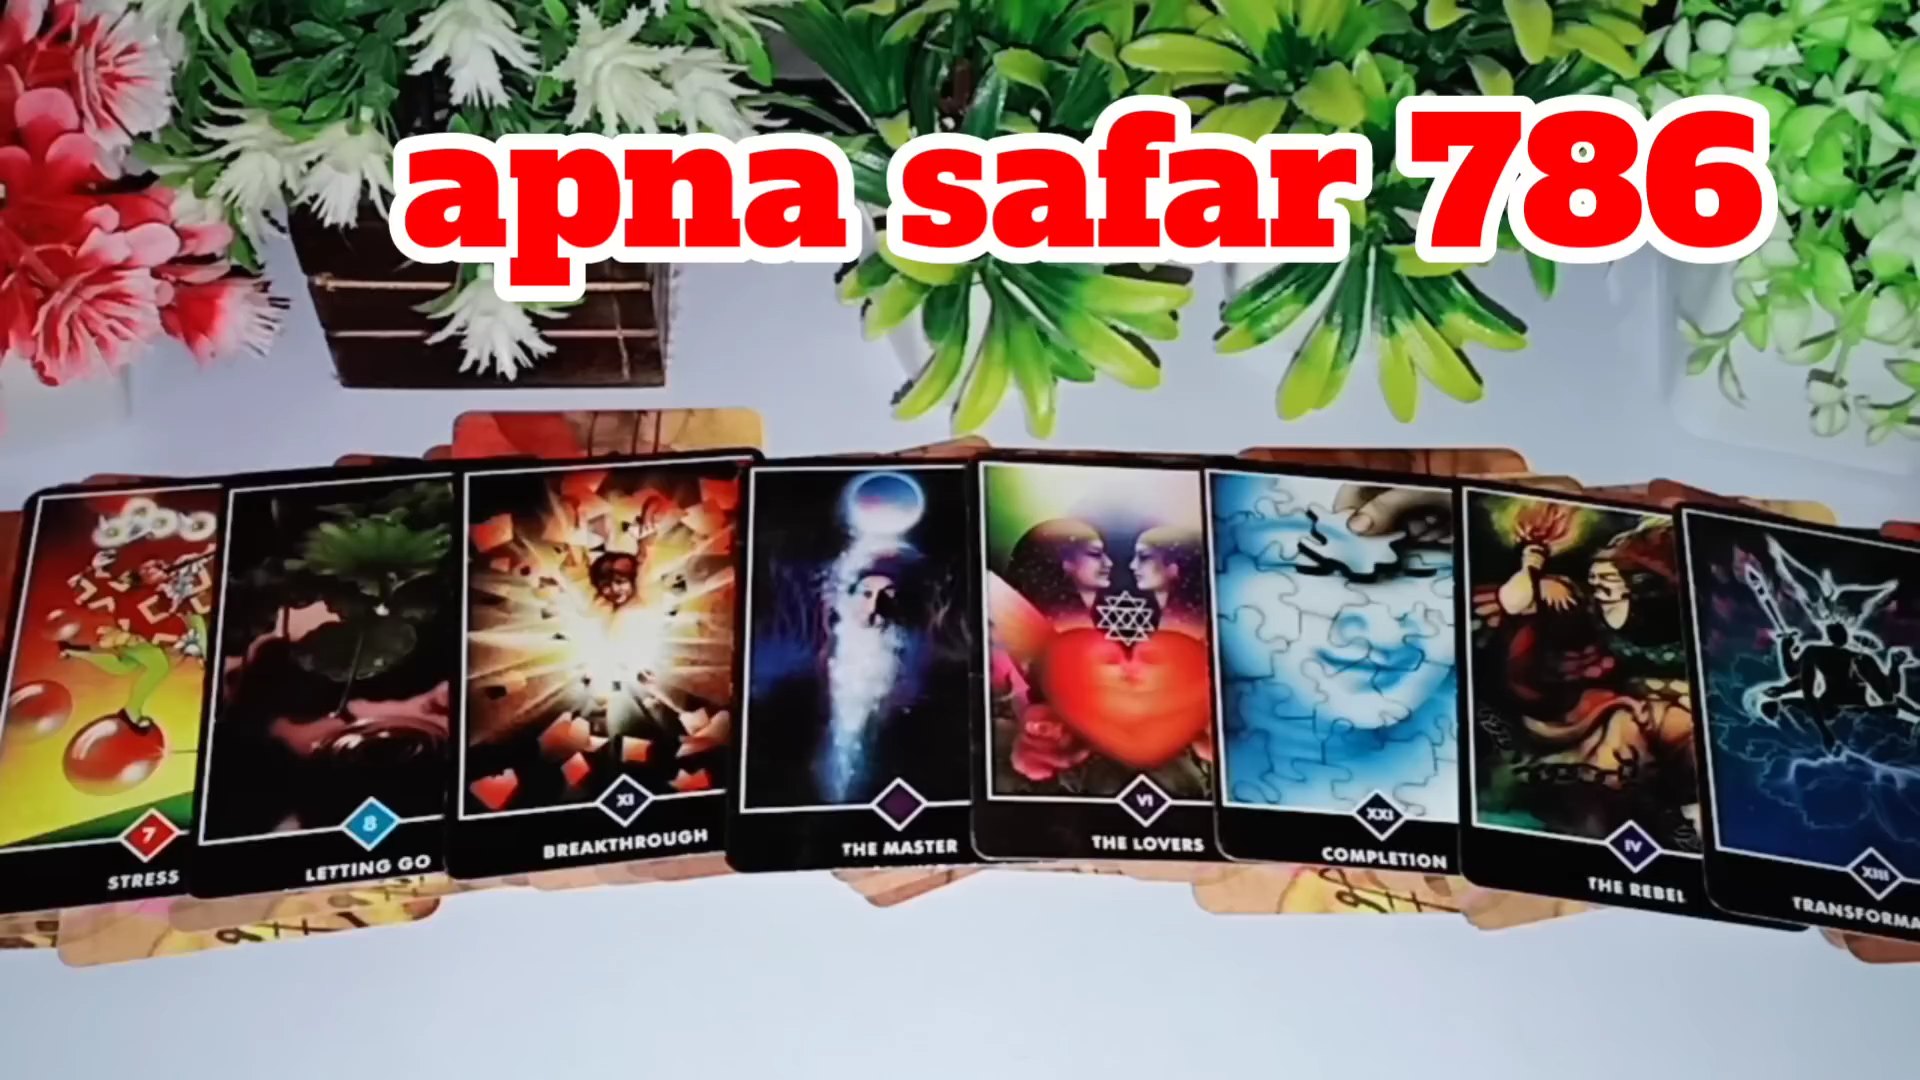 apna safar 786
7
STRESS
8
LETTING GO
XI
BREAKTHROUGH
THE MASTER
VI
THE LOVERS
XXI
COMPLETION
IV
THE REBEL
XIII
TRANSFORMA